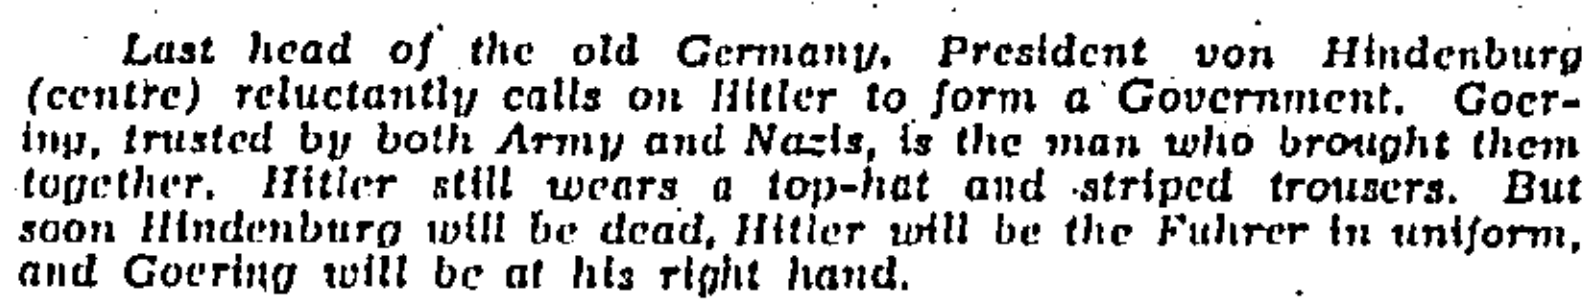 Last head of the old Germany, President von Hindenburg
(centre) reluctantly calls on Hitler to form a Government. Goer-
ing, trusted by both Army and Nazis, is the man who brought them
together. Hitler still wears a top-hat and striped trousers. But
soon Hindenburg will be dead, Hitler will be the Fuhrer in uniform,
and Goering will be at his right hand.